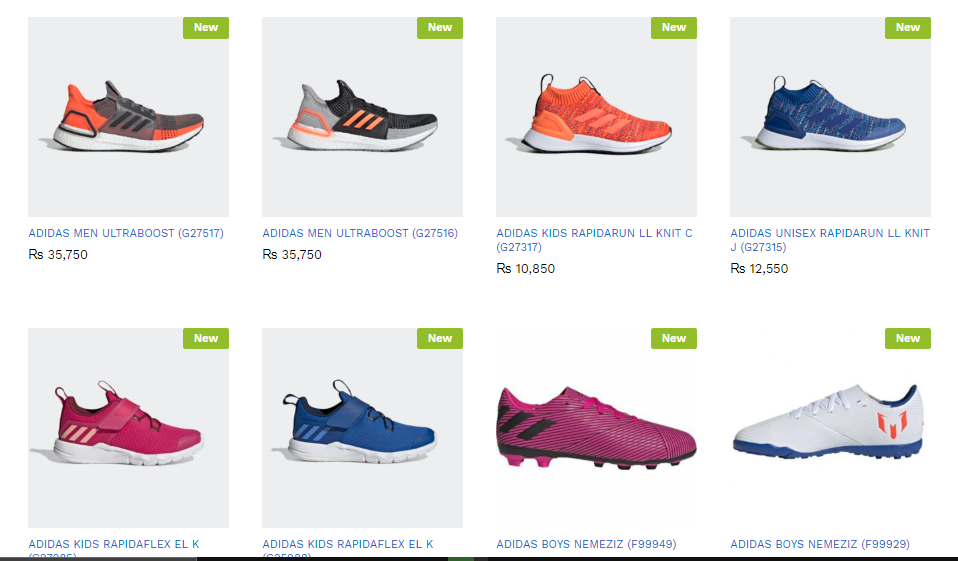 New
New
New
New
ADIDAS MEN ULTRABOOST (G27517)
₨ 35,750
ADIDAS MEN ULTRABOOST (G27516)
₨ 35,750
ADIDAS KIDS RAPIDARUN LL KNIT C
(G27317)
₨ 10,850
ADIDAS UNISEX RAPIDARUN LL KNIT
J (G27315)
₨ 12,550
New
New
New
New
ADIDAS KIDS RAPIDAFLEX EL K
ADIDAS KIDS RAPIDAFLEX EL K
ADIDAS BOYS NEMEZIZ (F99949)
ADIDAS BOYS NEMEZIZ (F99929)